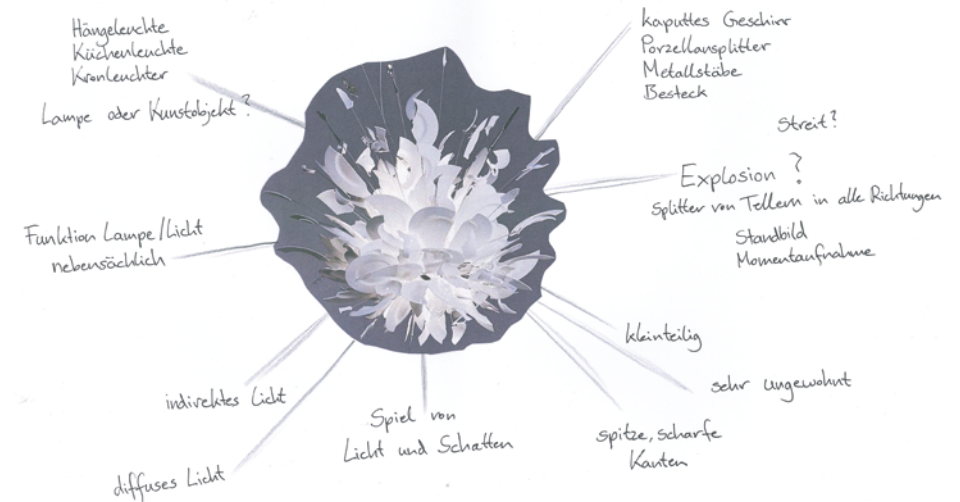 Hängeleuchte
Küchenleuchte
Kronleuchter
Lampe oder Kunstobjekt?
Funktion Lampe/Licht
nebensächlich
indirektes Licht
diffuses Licht
Spiel von
Licht und Schatten
kaputtes Geschirr
Porzellansplitter
Metallstäbe
Besteck
Streit?
Explosion ?
Splitter von Tellern in alle Richtungen
Standbild
Momentaufnahme
kleinteilig
sehr ungewohnt
spitze, scharfe
Kanten